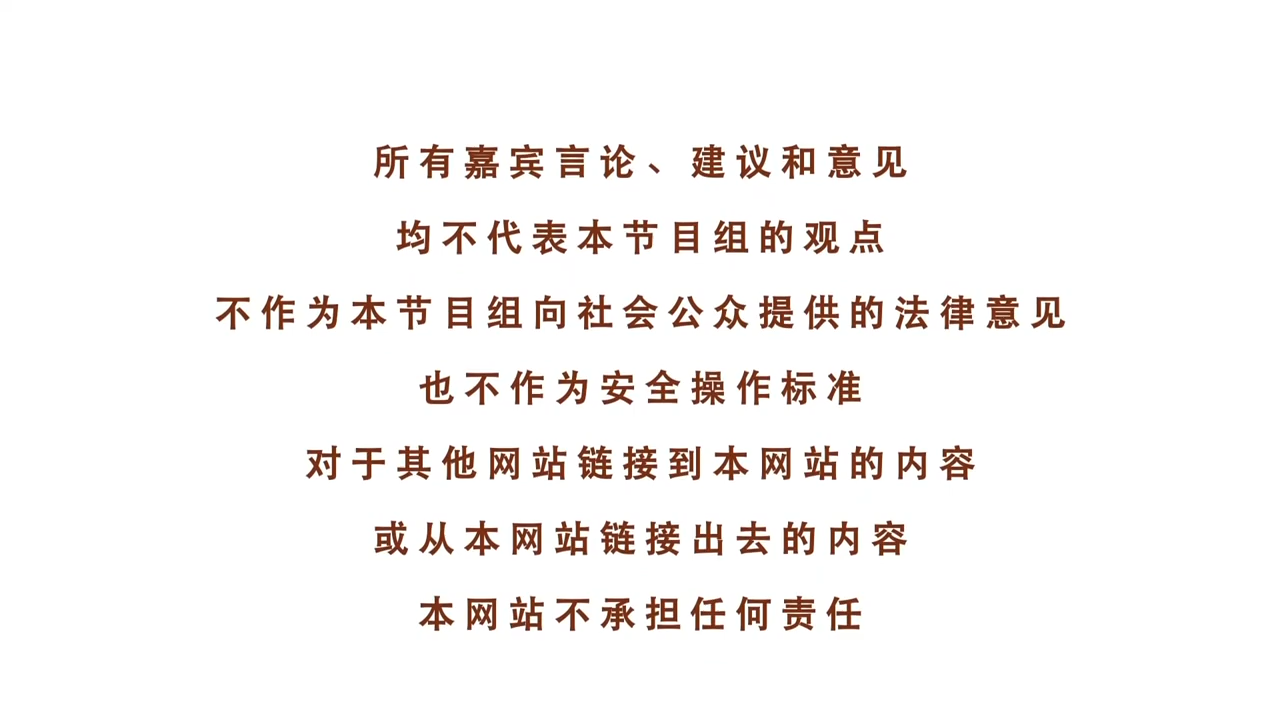 所有嘉宾言论、建议和意见
均不代表本节目组的观点
不作为本节目组向社会公众提供的法律意见
也不作为安全操作标准
对于其他网站链接到本网站的内容
或从本网站链接出去的内容
本网站不承担任何责任